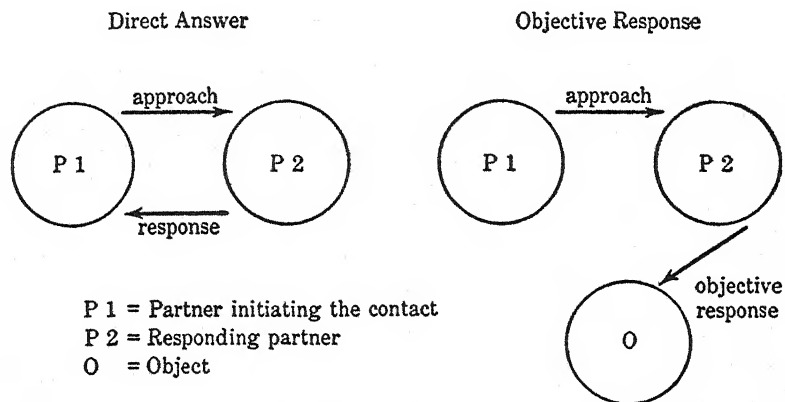 Direct Answer
Objective Response
approach
P 1
P 2
response
approach
P 1
P 2
objective
response
O
P 1 = Partner initiating the contact
P 2 = Responding partner
O = Object